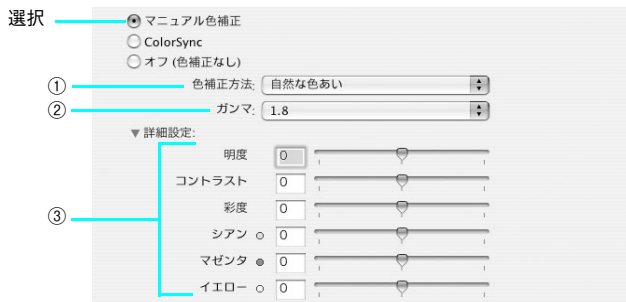 選択
マニュアル色補正
ColorSync
オフ (色補正なし)
① 色補正方法: 自然な色あい
② ガンマ: 1.8
▼ 詳細設定:
明度 0
コントラスト 0
③ 彩度 0
シアン 0
マゼンタ 0
イエロー 0